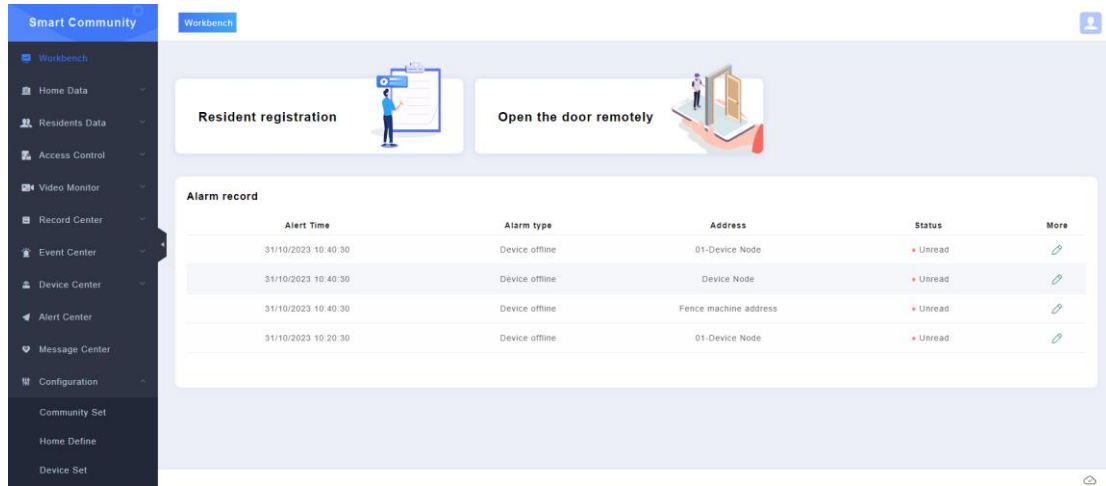 Smart Community
Workbench
Workbench
Home Data
Residents Data
Access Control
Video Monitor
Record Center
Event Center
Device Center
Alert Center
Message Center
Configuration
Community Set
Home Define
Device Set
Resident registration
Open the door remotely
Alarm record
Alert Time Alarm type Address Status More
31/10/2023 10:40:30 Device offline 01-Device Node Unread
31/10/2023 10:40:30 Device offline Device Node Unread
31/10/2023 10:40:30 Device offline Fence machine address Unread
31/10/2023 10:20:30 Device offline 01-Device Node Unread